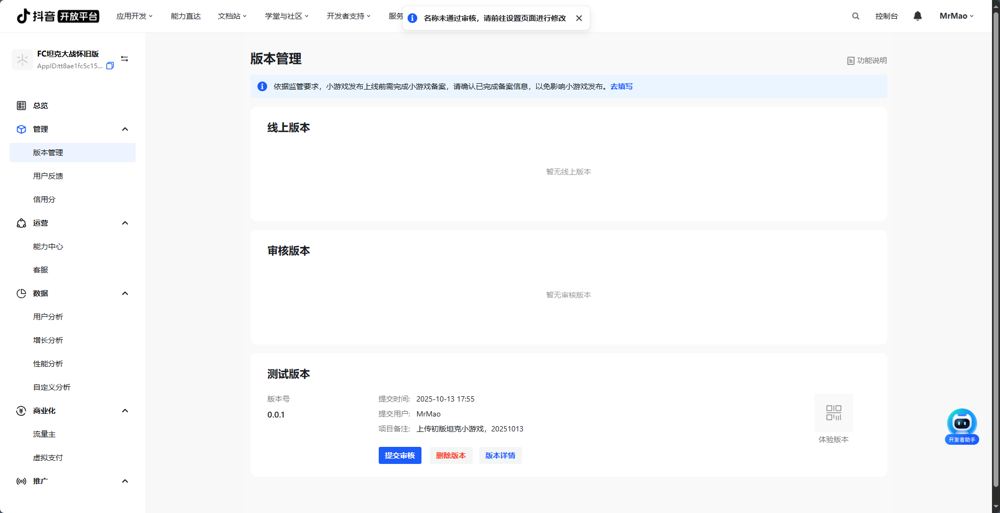 抖音 开放平台 应用开发 能力直达 文档站 学堂与社区 开发者支持 服务 名称未通过审核，请前往设置页面进行修改 控制台 MrMao
FC坦克大战怀旧版
AppID:tt8ae1fc5c15...
总览
管理
版本管理
用户反馈
信用分
运营
能力中心
客服
数据
用户分析
增长分析
性能分析
自定义分析
商业化
流量主
虚拟支付
推广
版本管理
功能说明
依据监管要求，小游戏发布上线前需完成小游戏备案，请确认已完成备案信息，以免影响小游戏发布。去填写
线上版本
暂无线上版本
审核版本
暂无审核版本
测试版本
版本号
0.0.1
提交时间: 2025-10-13 17:55
提交用户: MrMao
项目备注: 上传初版坦克小游戏，20251013
提交审核 删除版本 版本详情
体验版本
开发者助手